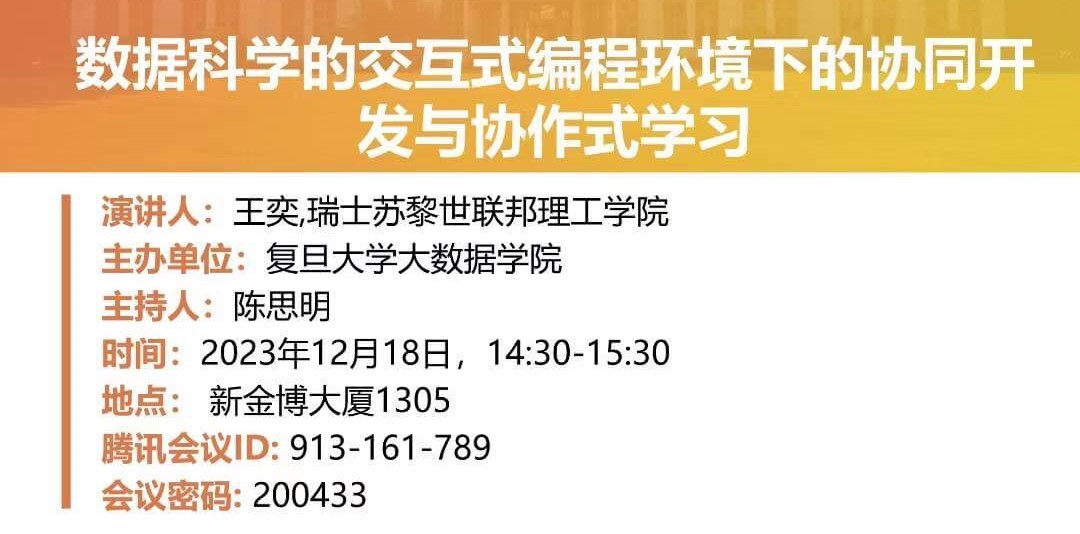 数据科学的交互式编程环境下的协同开
发与协作式学习
演讲人：王奕,瑞士苏黎世联邦理工学院
主办单位：复旦大学大数据学院
主持人：陈思明
时间：2023年12月18日，14:30-15:30
地点： 新金博大厦1305
腾讯会议ID: 913-161-789
会议密码: 200433